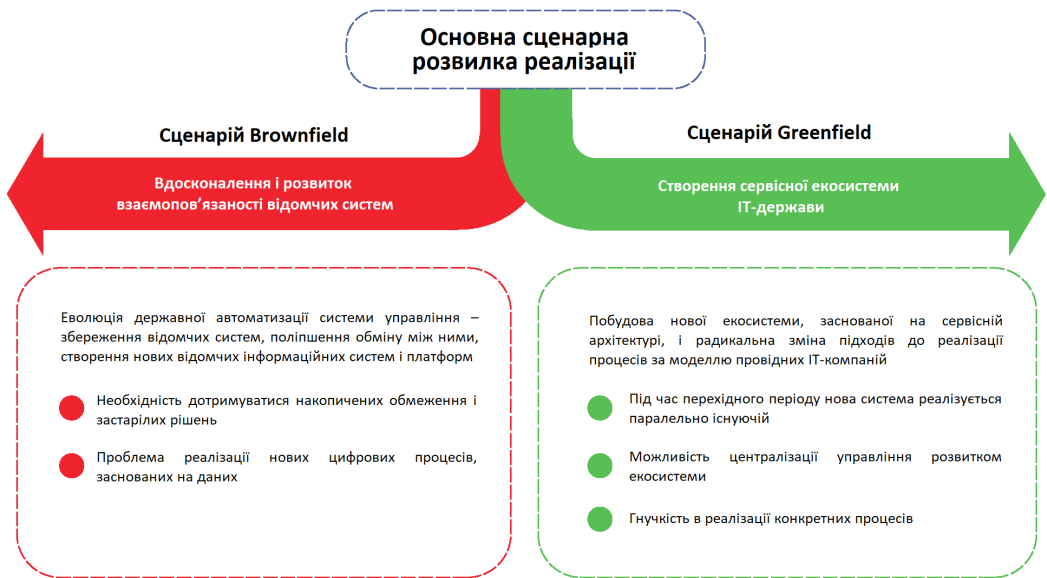 Основна сценарна
розвилка реалізації
Сценарій Brownfield
Вдосконалення і розвиток
взаємопов’язаності відомчих систем
Еволюція державної автоматизації системи управління –
збереження відомчих систем, поліпшення обміну між ними,
створення нових відомчих інформаційних систем і платформ
Необхідність дотримуватися накопичених обмеження і
застарілих рішень
Проблема реалізації нових цифрових процесів,
заснованих на даних
Сценарій Greenfield
Створення сервісної екосистеми
ІТ-держави
Побудова нової екосистеми, заснованої на сервісній
архітектурі, і радикальна зміна підходів до реалізації
процесів за моделлю провідних ІТ-компаній
Під час перехідного періоду нова система реалізується
паралельно існуючій
Можливість централізації управління розвитком
екосистеми
Гнучкість в реалізації конкретних процесів